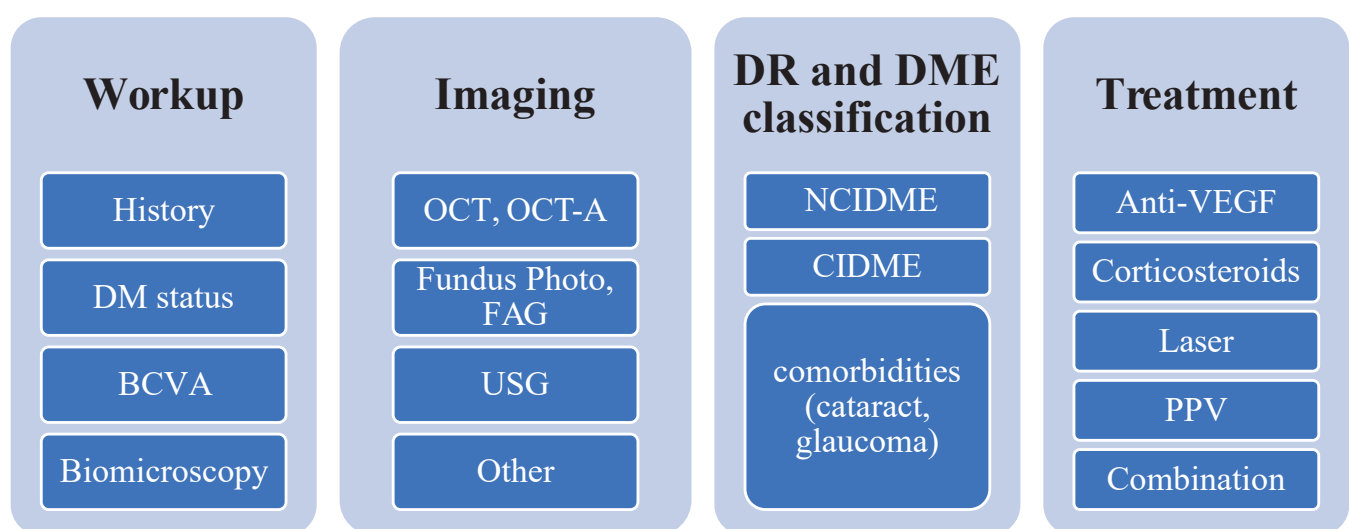 Workup
History
DM status
BCVA
Biomicroscopy
Imaging
OCT, OCT-A
Fundus Photo,
FAG
USG
Other
DR and DME
classification
NCIDME
CIDME
comorbidities
(cataract,
glaucoma)
Treatment
Anti-VEGF
Corticosteroids
Laser
PPV
Combination